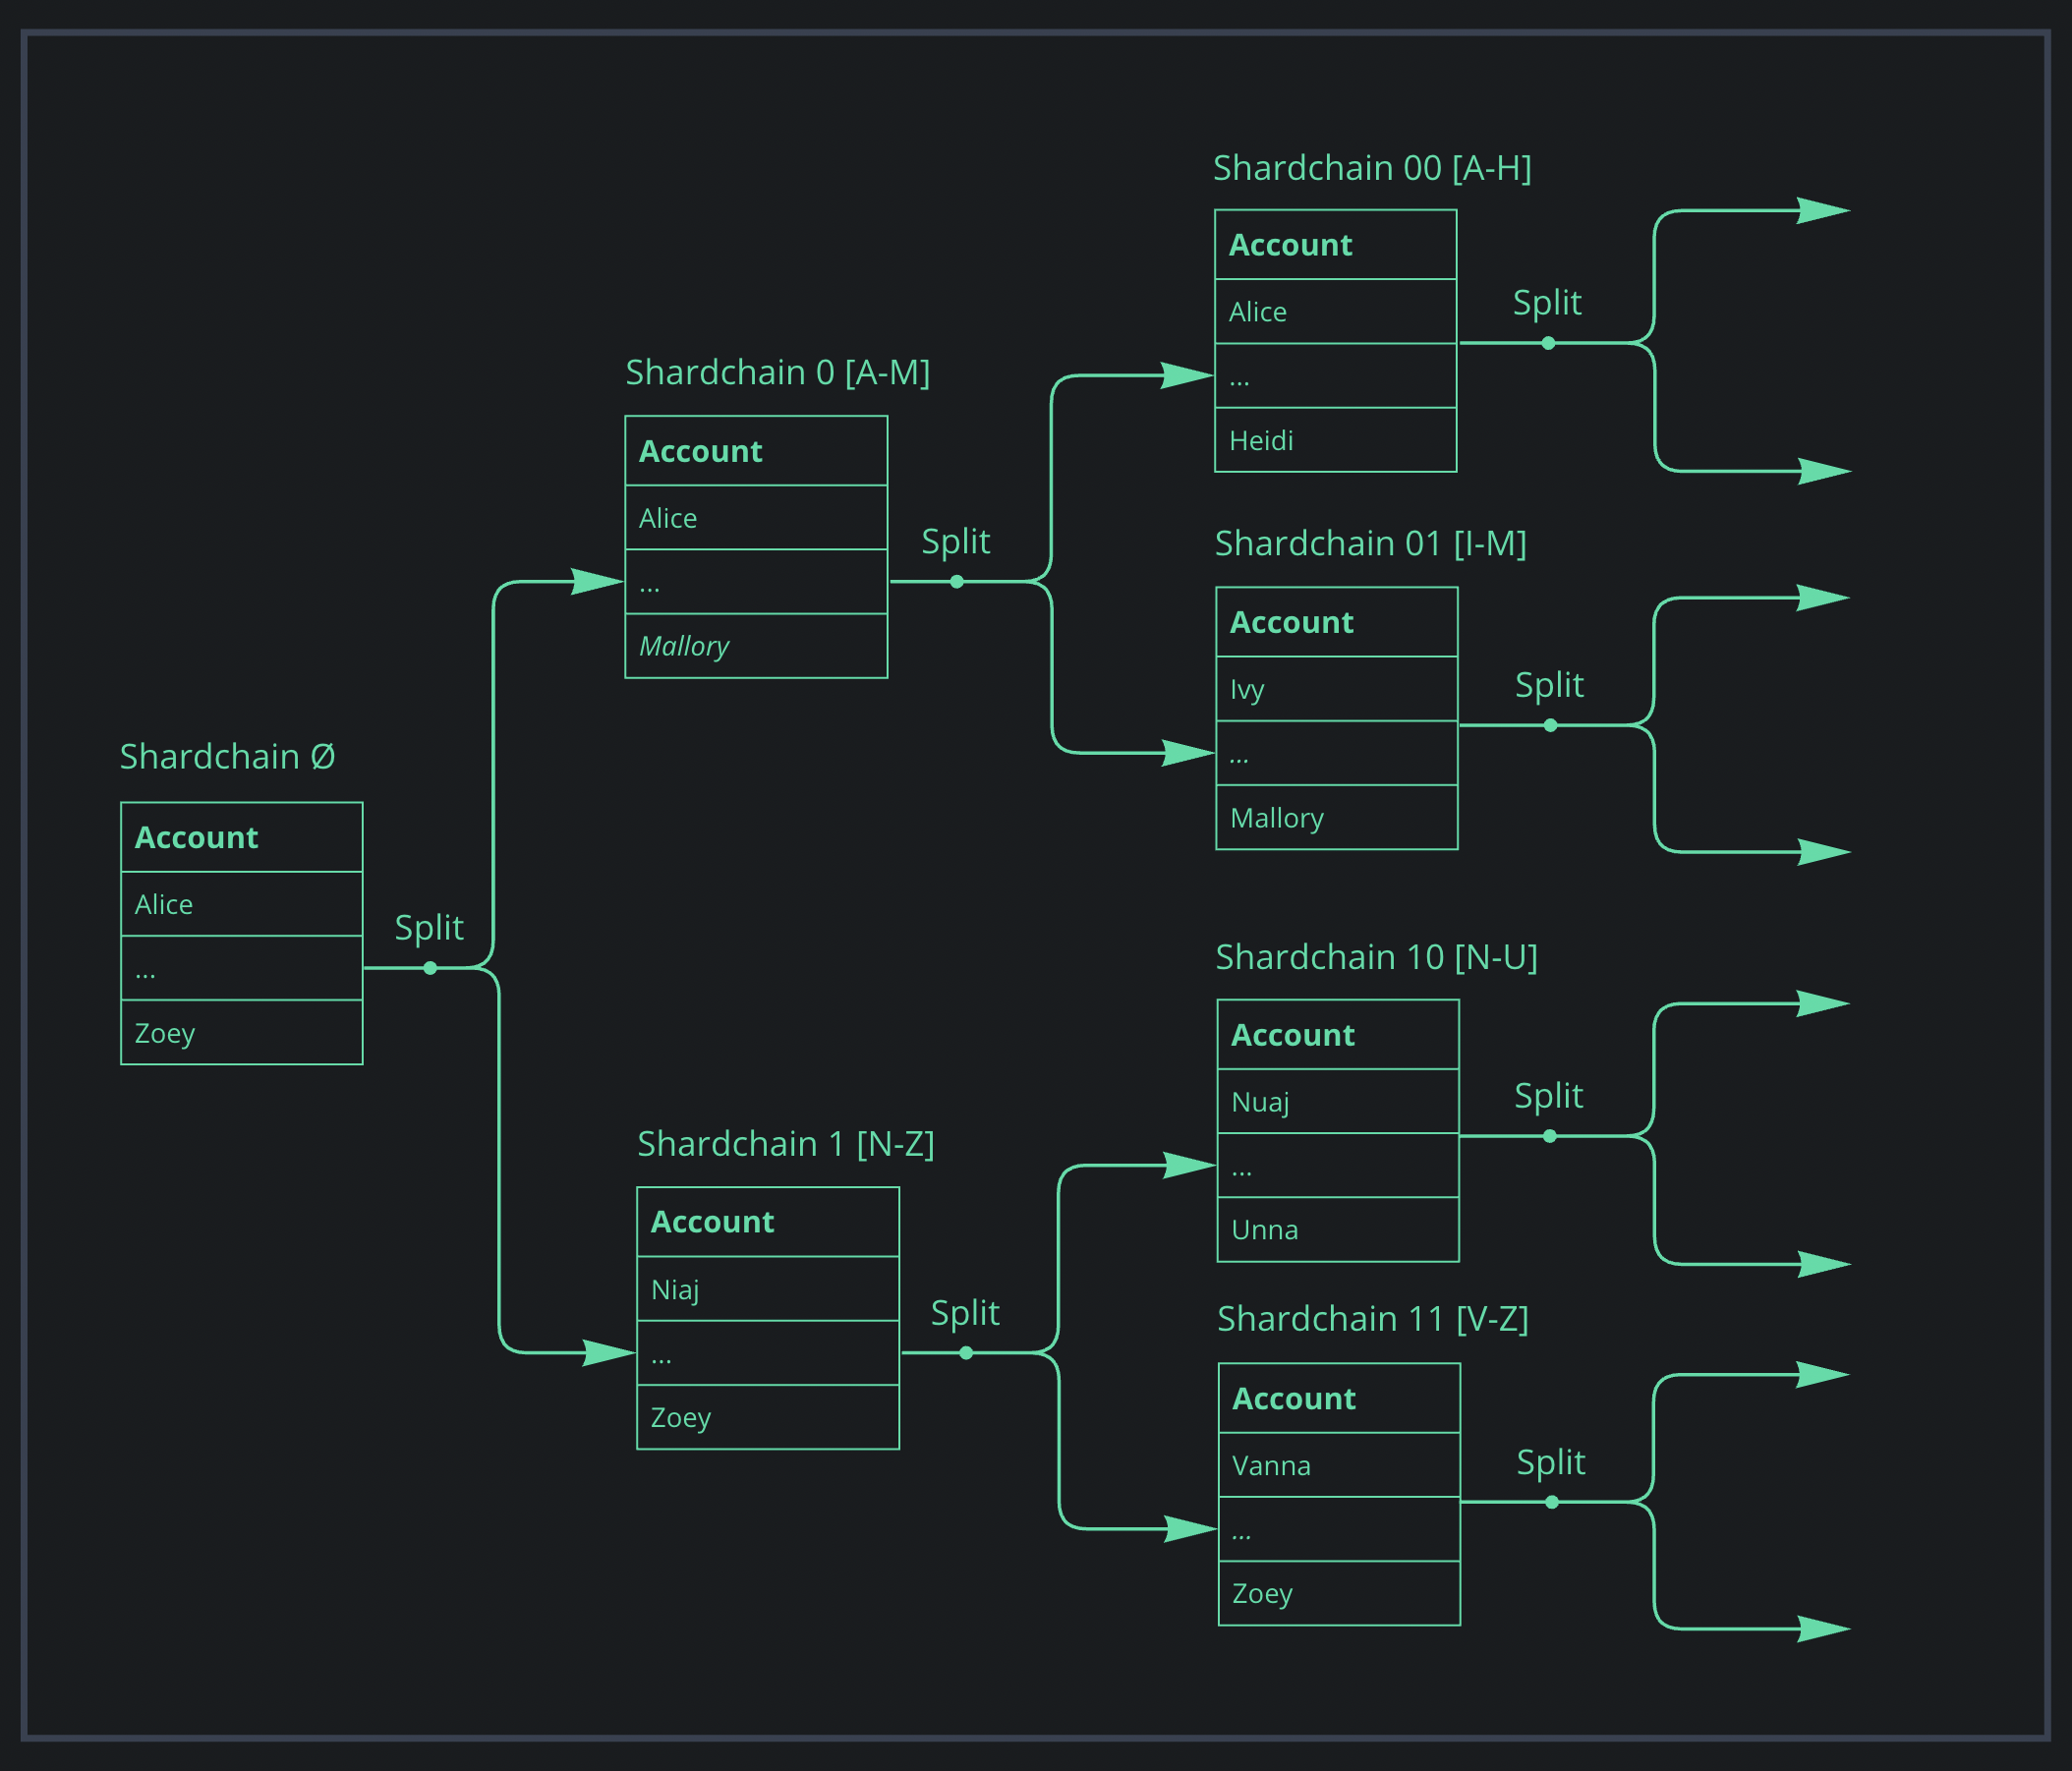 Shardchain Ø
Account
Alice
...
Zoey
Split
Shardchain 0 [A-M]
Account
Alice
...
Mallory
Split
Shardchain 1 [N-Z]
Account
Niaj
...
Zoey
Split
Shardchain 00 [A-H]
Account
Alice
...
Heidi
Split
Shardchain 01 [I-M]
Account
Ivy
...
Mallory
Split
Shardchain 10 [N-U]
Account
Nuaj
...
Unna
Split
Shardchain 11 [V-Z]
Account
Vanna
...
Zoey
Split